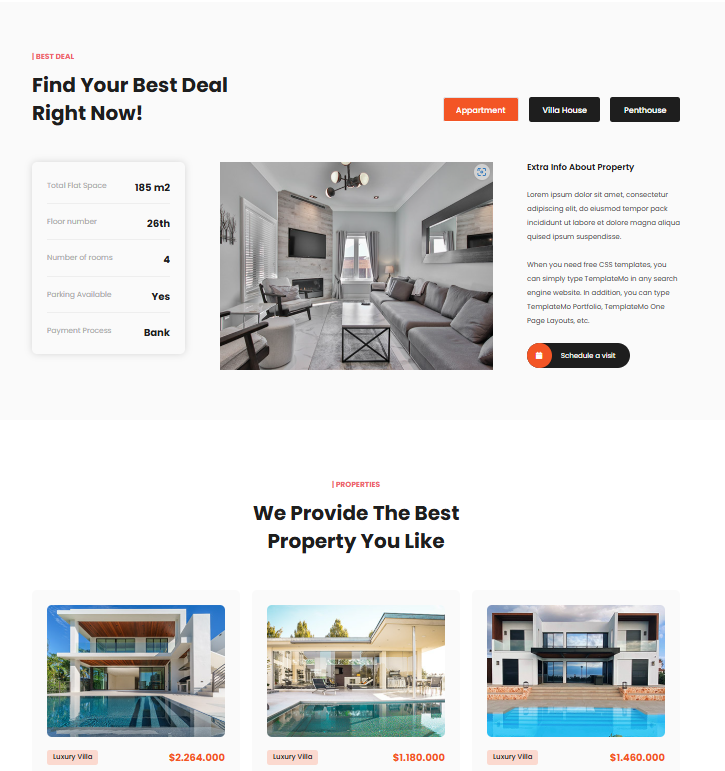 | BEST DEAL
Find Your Best Deal
Right Now!
Appartment
Villa House
Penthouse
Total Flat Space 185 m2
Floor number 26th
Number of rooms 4
Parking Available Yes
Payment Process Bank
Extra Info About Property
Lorem ipsum dolor sit amet, consectetur
adipiscing elit, do eiusmod tempor pack
incididunt ut labore et dolore magna aliqua
quised ipsum suspendisse.
When you need free CSS templates, you
can simply type TemplateMo in any search
engine website. In addition, you can type
TemplateMo Portfolio, TemplateMo One
Page Layouts, etc.
Schedule a visit
| PROPERTIES
We Provide The Best
Property You Like
Luxury Villa $2.264.000
Luxury Villa $1.180.000
Luxury Villa $1.460.000